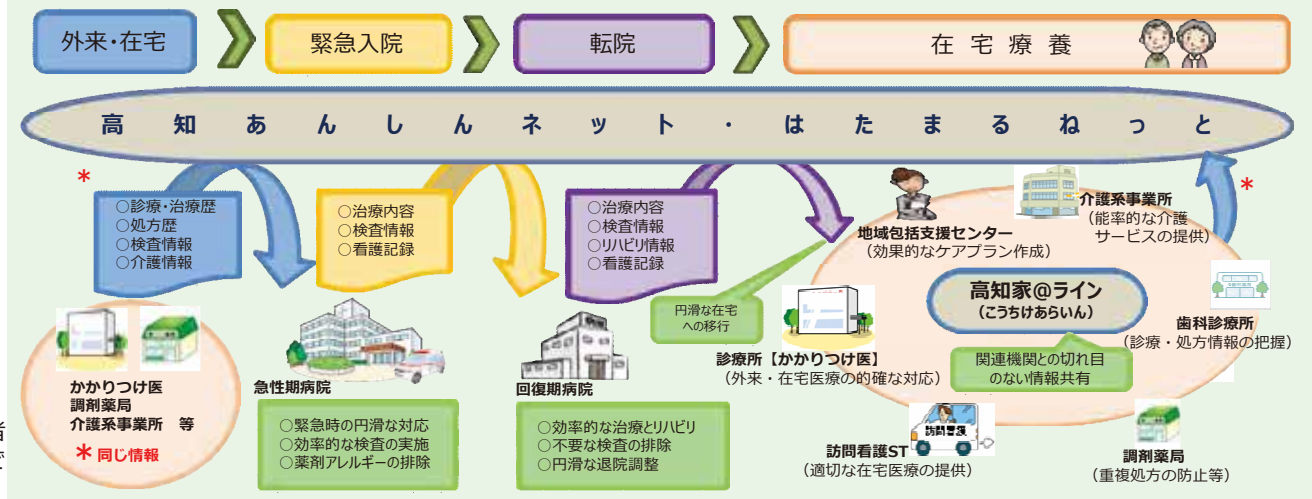 外来・在宅
緊急入院
転院
在宅療養
高知あんしんネット・はたまるねっと
*
○診療・治療歴
○処方歴
○検査情報
○介護情報
○治療内容
○検査情報
○看護記録
○治療内容
○検査情報
○リハビリ情報
○看護記録
*
地域包括支援センター
（効果的なケアプラン作成）
介護系事業所
（能率的な介護
サービスの提供）
円滑な在宅
への移行
高知家@ライン
（こうちけあらいん）
関連機関との切れ目
のない情報共有
歯科診療所
（診療・処方情報の把握）
診療所【かかりつけ医】
（外来・在宅医療の的確な対応）
訪問看護
訪問看護ST
（適切な在宅医療の提供）
調剤薬局
（重複処方の防止等）
かかりつけ医
調剤薬局
介護系事業所 等
* 同じ情報
急性期病院
○緊急時の円滑な対応
○効率的な検査の実施
○薬剤アレルギーの排除
回復期病院
○効率的な治療とリハビリ
○不要な検査の排除
○円滑な退院調整